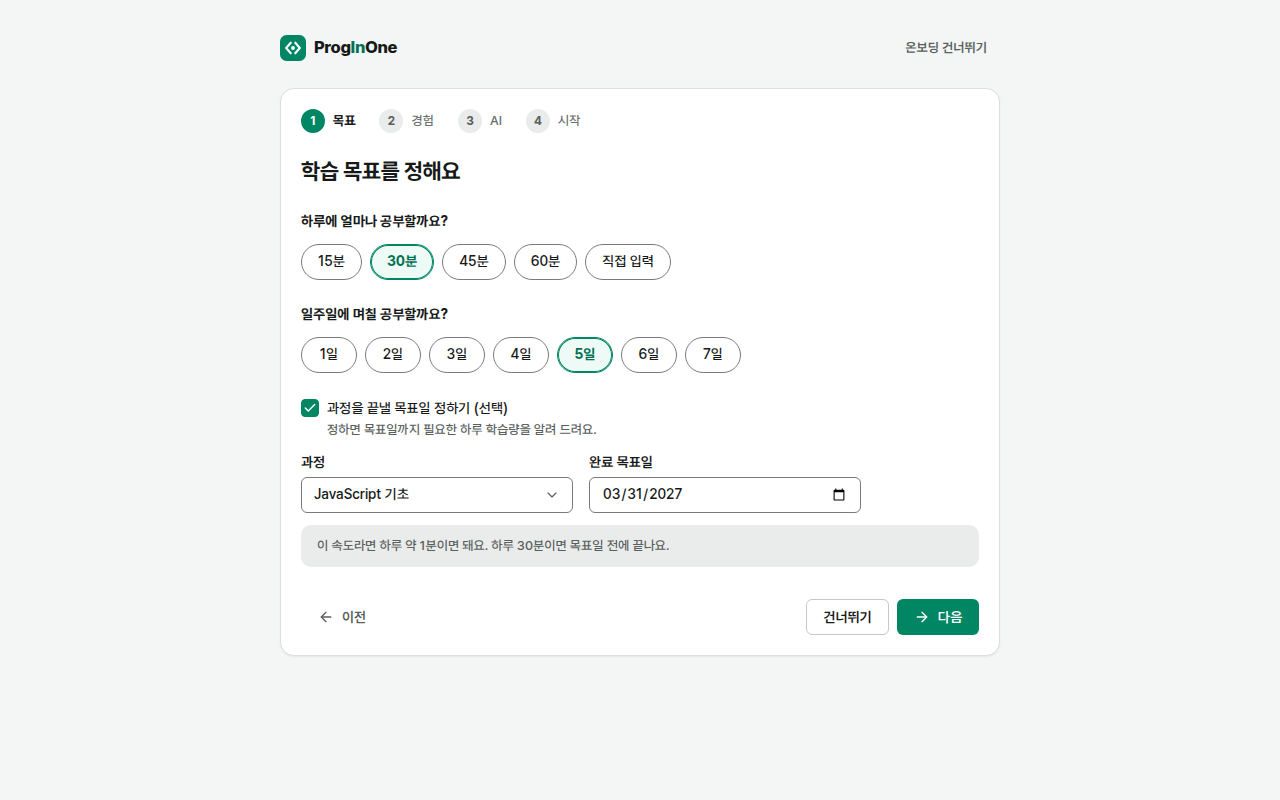 ProgInOne
온보딩 건너뛰기
1 목표 2 경험 3 AI 4 시작
학습 목표를 정해요
하루에 얼마나 공부할까요?
15분 30분 45분 60분 직접 입력
일주일에 며칠 공부할까요?
1일 2일 3일 4일 5일 6일 7일
과정을 끝낼 목표일 정하기 (선택)
정하면 목표일까지 필요한 하루 학습량을 알려 드려요.
과정 완료 목표일
JavaScript 기초 03/31/2027
이 속도라면 하루 약 1분이면 돼요. 하루 30분이면 목표일 전에 끝나요.
이전 건너뛰기 다음